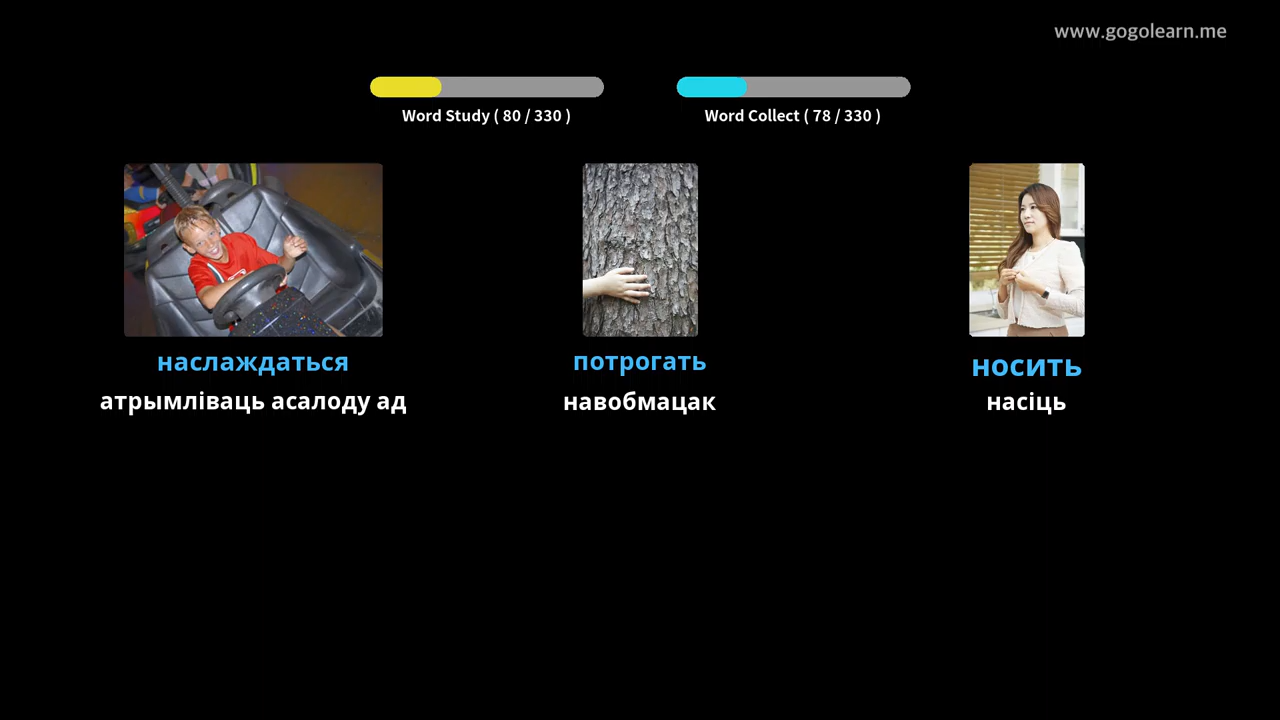 www.gogolearn.me
Word Study ( 80 / 330 )
Word Collect ( 78 / 330 )
наслаждаться
потрогать
носить
атрымліваць асалоду ад
навобмацак
насіць